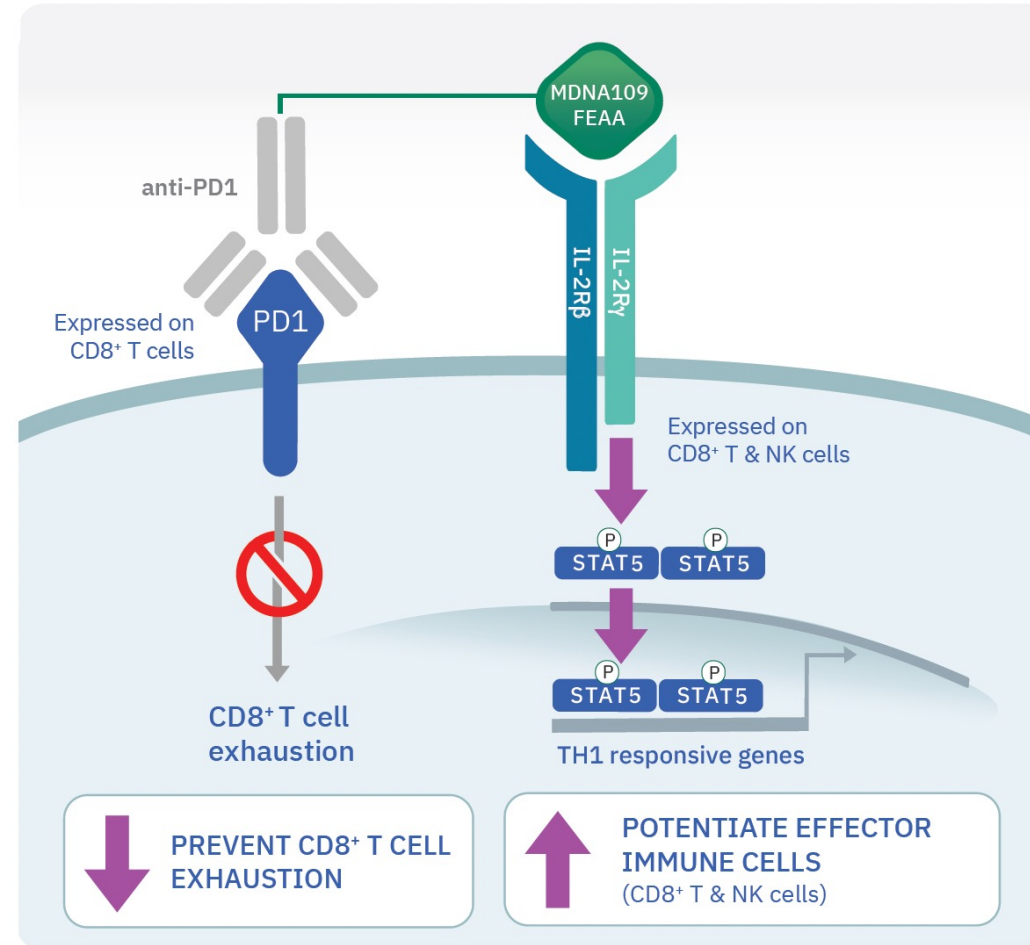 MDNA109
FEAA
anti-PD1
IL-2Rβ
IL-2Rγ
PD1
Expressed on
CD8⁺ T cells
Expressed on
CD8⁺ T & NK cells
P
P
STAT5
STAT5
P
P
STAT5
STAT5
CD8⁺ T cell
exhaustion
TH1 responsive genes
PREVENT CD8⁺ T CELL
EXHAUSTION
POTENTIATE EFFECTOR
IMMUNE CELLS
(CD8⁺ T & NK cells)